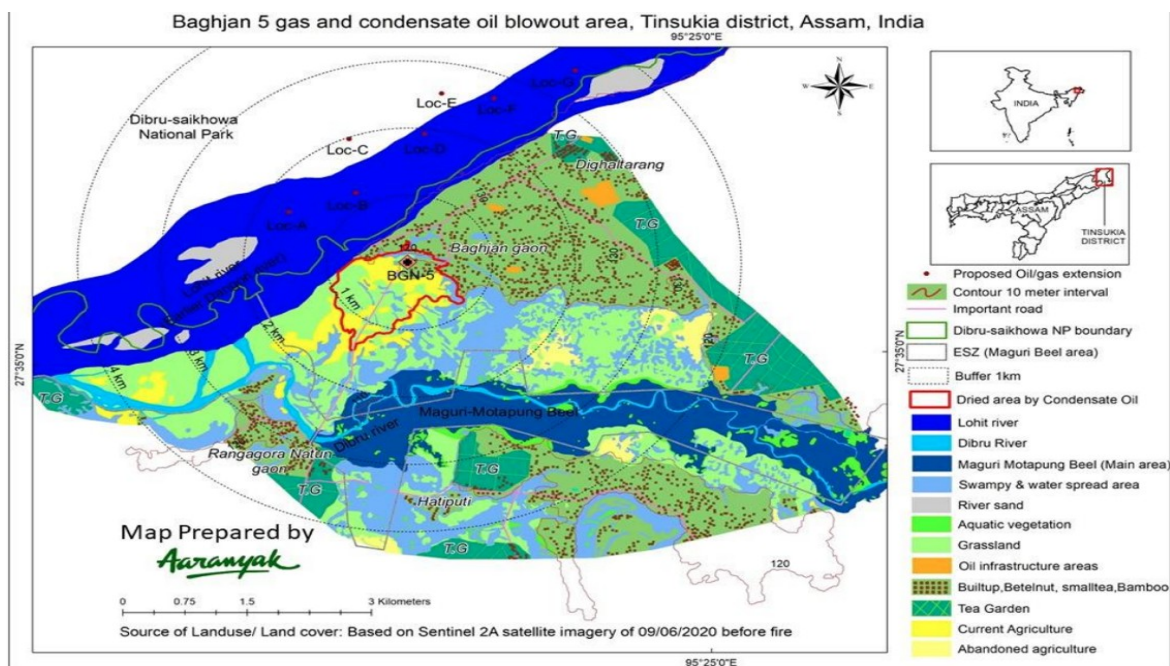 Baghjan 5 gas and condensate oil blowout area, Tinsukia district, Assam, India
95°25'0"E
Loc-G
Loc-E
Loc-F
Dibru-saikhowa
National Park
Loc-C
Loc-D
T.G
Dighaltarang
Loc-B
Loc-A
T.G
120
Baghjan gaon
BGN-5
120
Lohit river
1 km
2 km
3 km
4 km
120
T.G
27°35'0"N
27°35'0"N
T.G
Maguri-Motapung Beel
Dibru river
Rangagora Natun
gaon
T.G
T.G
Hatiputi
T.G
120
Map Prepared by
Aaranyak
0 0.75 1.5 3 Kilometers
Source of Landuse/ Land cover: Based on Sentinel 2A satellite imagery of 09/06/2020 before fire
95°25'0"E
N
W E
S
INDIA
ASSAM
TINSUKIA
DISTRICT
Proposed Oil/gas extension
Contour 10 meter interval
Important road
Dibru-saikhowa NP boundary
ESZ (Maguri Beel area)
Buffer 1km
Dried area by Condensate Oil
Lohit river
Dibru River
Maguri Motapung Beel (Main area)
Swampy & water spread area
River sand
Aquatic vegetation
Grassland
Oil infrastructure areas
Builtup,Betelnut, smalltea,Bamboo
Tea Garden
Current Agriculture
Abandoned agriculture